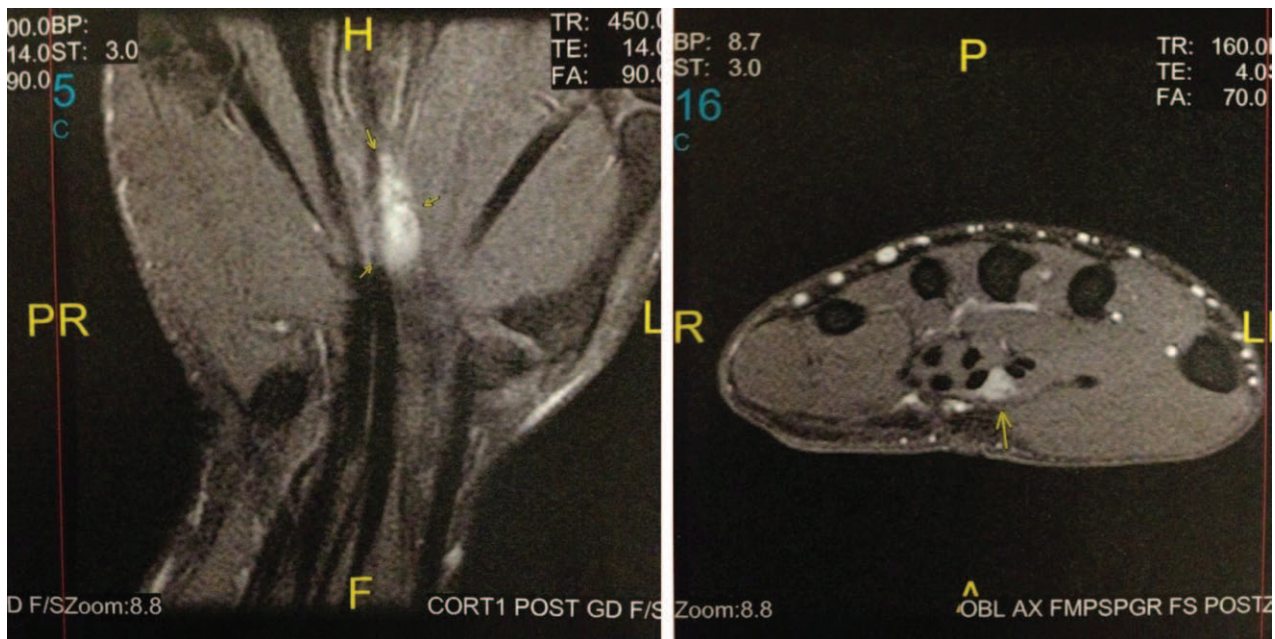 00.0BP:
14.0ST: 3.0
90.0
5
C
H
TR: 450.0
TE: 14.0
FA: 90.0
PR
L
F
D F/SZoom:8.8
CORT1 POST GD F/S
BP: 8.7
ST: 3.0
16
C
P
TR: 160.0
TE: 4.0
FA: 70.0
R
L
A
Zoom:8.8
OBL AX FMPSPGR FS POSTZ